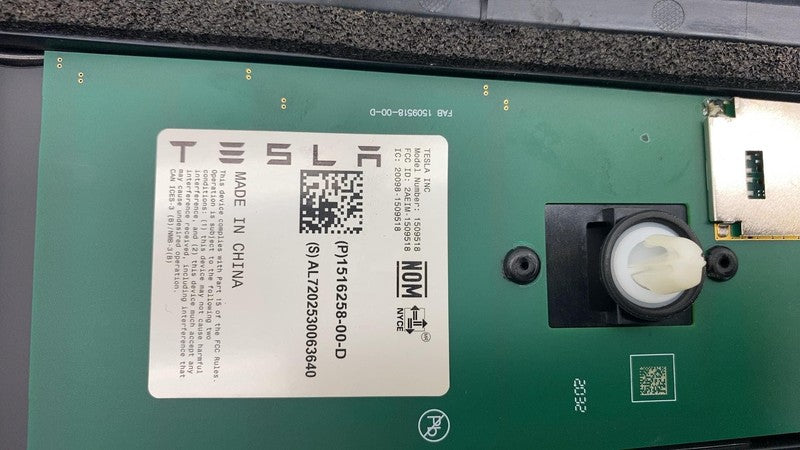 FAB 1509518-00-D
TESLA INC
Model Number: 1509518
FCC ID: 2AEIM-1509518
IC: 20098-1509518
NOM
NYCE
TESLA
(P)1516258-00-D
(S)AL7202530063640
MADE IN CHINA
This device complies with Part 15 of the FCC Rules.
Operation is subject to the following two
conditions: (1) this device may not cause harmful
interference, and (2) this device must accept any
interference received, including interference that
may cause undesired operation.
CAN ICES-3 (B)/NMB-3(B)
2032
Pb